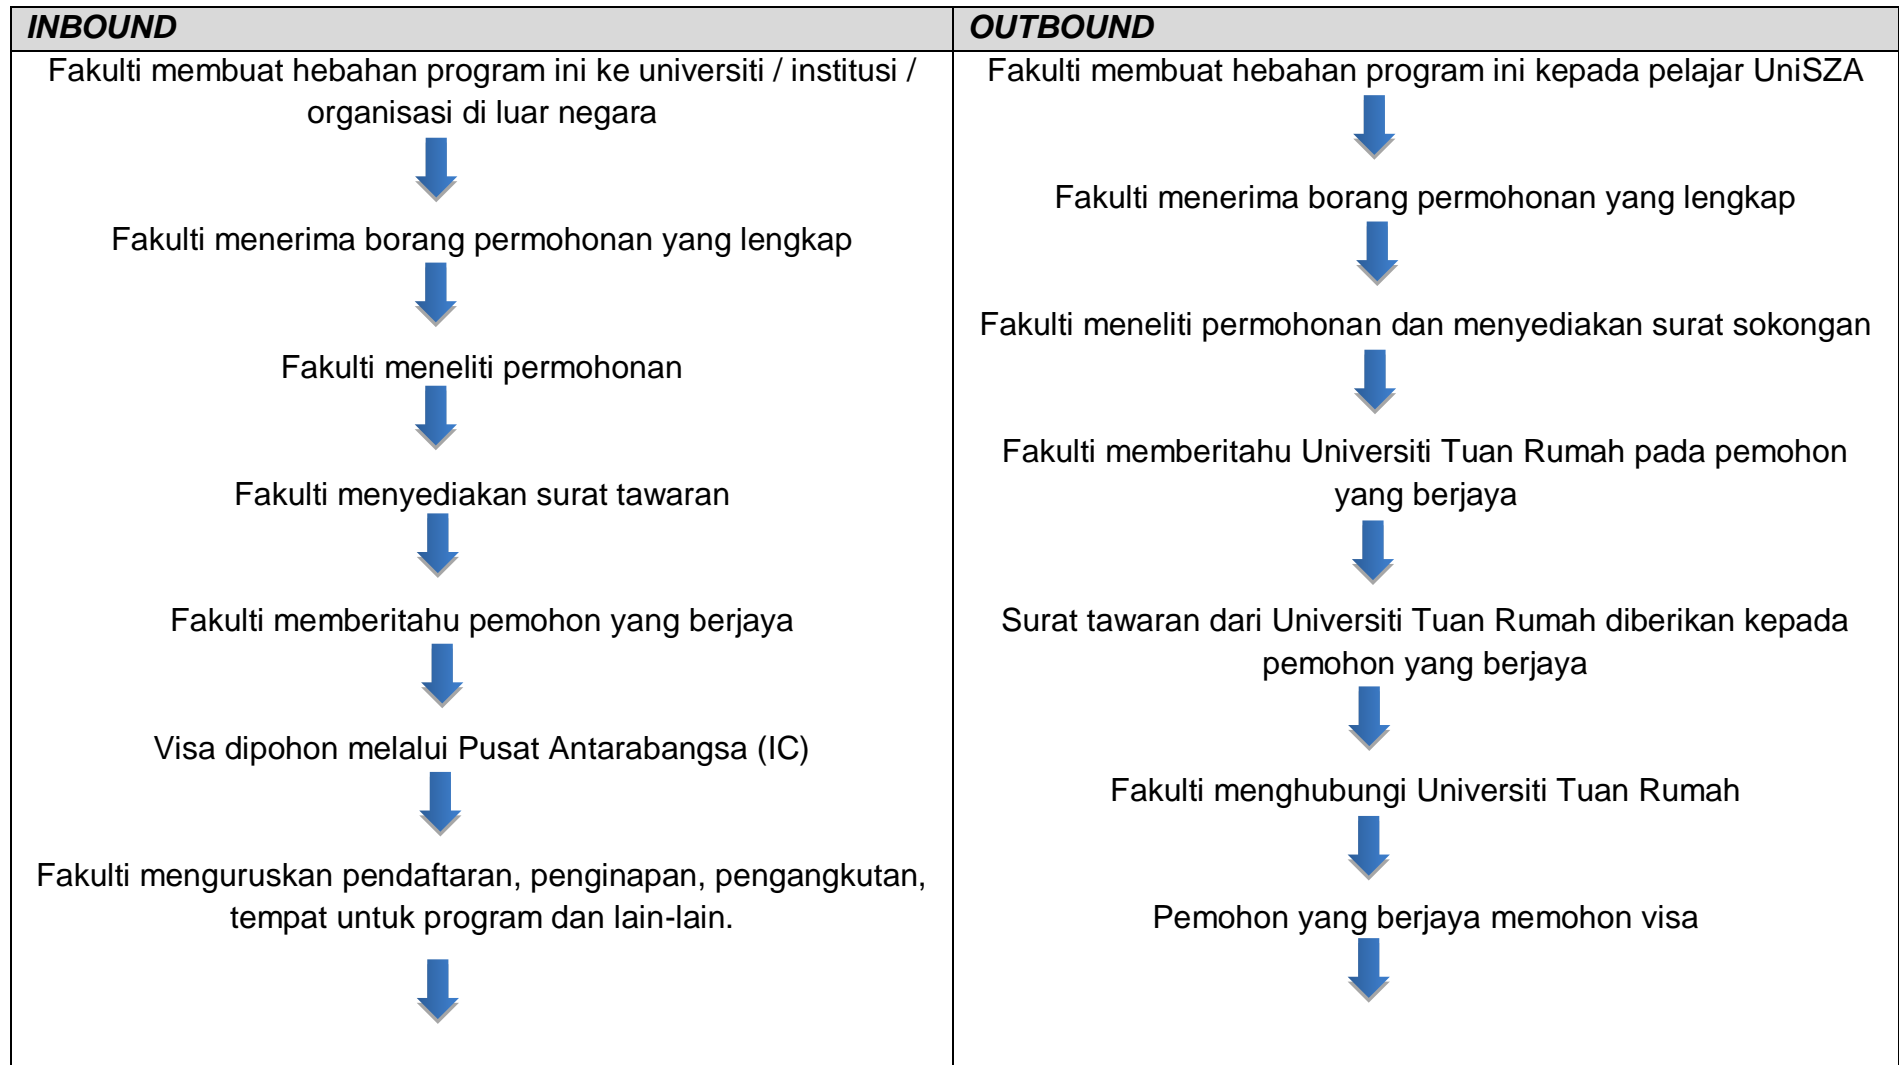 INBOUND
Fakulti membuat hebahan program ini ke universiti / institusi /
organisasi di luar negara
Fakulti menerima borang permohonan yang lengkap
Fakulti meneliti permohonan
Fakulti menyediakan surat tawaran
Fakulti memberitahu pemohon yang berjaya
Visa dipohon melalui Pusat Antarabangsa (IC)
Fakulti menguruskan pendaftaran, penginapan, pengangkutan,
tempat untuk program dan lain-lain.
OUTBOUND
Fakulti membuat hebahan program ini kepada pelajar UniSZA
Fakulti menerima borang permohonan yang lengkap
Fakulti meneliti permohonan dan menyediakan surat sokongan
Fakulti memberitahu Universiti Tuan Rumah pada pemohon
yang berjaya
Surat tawaran dari Universiti Tuan Rumah diberikan kepada
pemohon yang berjaya
Fakulti menghubungi Universiti Tuan Rumah
Pemohon yang berjaya memohon visa